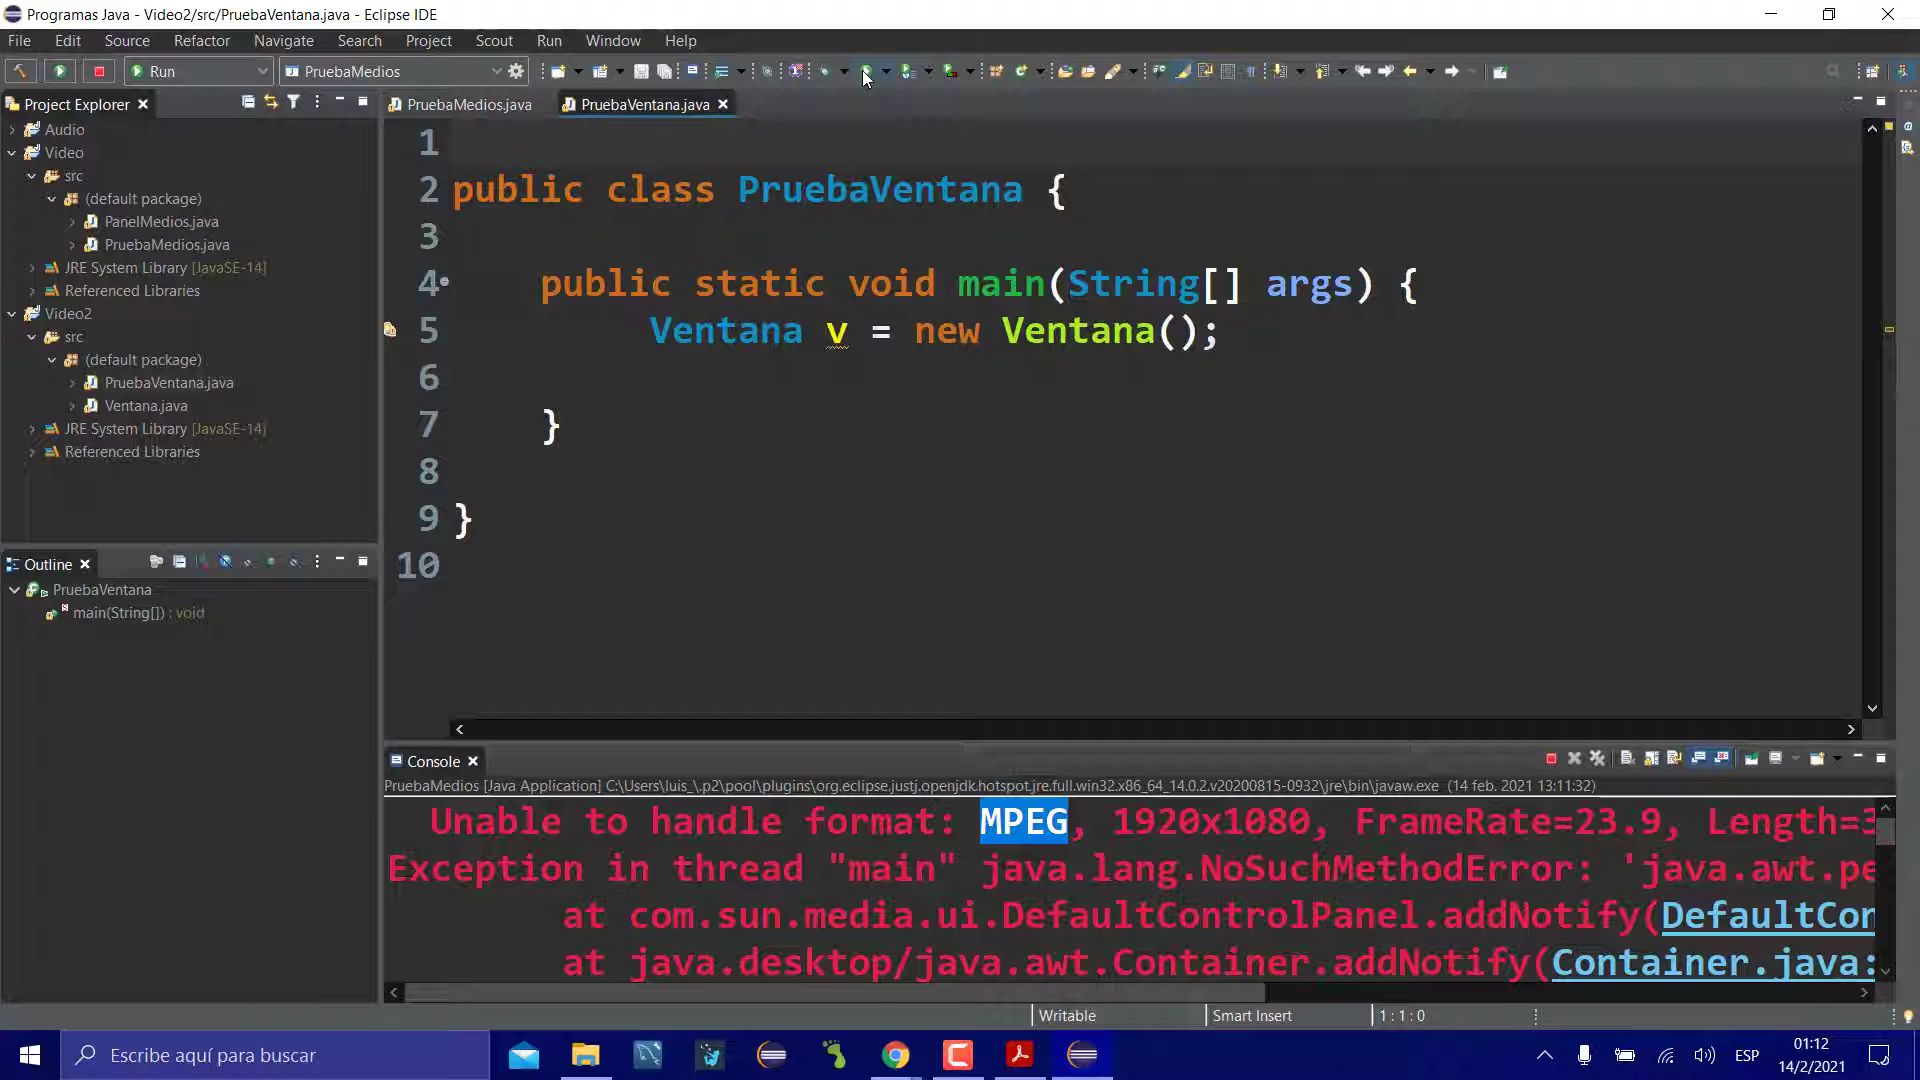 Programas Java - Video2/src/PruebaVentana.java - Eclipse IDE
File Edit Source Refactor Navigate Search Project Scout Run Window Help
Run PruebaMedios
Project Explorer
PruebaMedios.java PruebaVentana.java
Audio
Video
src
(default package)
PanelMedios.java
PruebaMedios.java
JRE System Library [JavaSE-14]
Referenced Libraries
Video2
src
(default package)
PruebaVentana.java
Ventana.java
JRE System Library [JavaSE-14]
Referenced Libraries
1
2 public class PruebaVentana {
3
4 public static void main(String[] args) {
5 Ventana v = new Ventana();
6
7 }
8
9 }
10
Outline
PruebaVentana
main(String[]) : void
Console
PruebaMedios [Java Application] C:\Users\luis_\.p2\pool\plugins\org.eclipse.justj.openjdk.hotspot.jre.full.win32.x86_64_14.0.2.v20200815-0932\jre\bin\javaw.exe (14 feb. 2021 13:11:32)
Unable to handle format: MPEG, 1920x1080, FrameRate=23.9, Length=3
Exception in thread "main" java.lang.NoSuchMethodError: 'java.awt.pe
at com.sun.media.ui.DefaultControlPanel.addNotify(DefaultCon
at java.desktop/java.awt.Container.addNotify(Container.java:
Writable Smart Insert 1 : 1 : 0
Escribe aquí para buscar
ESP
01:12
14/2/2021